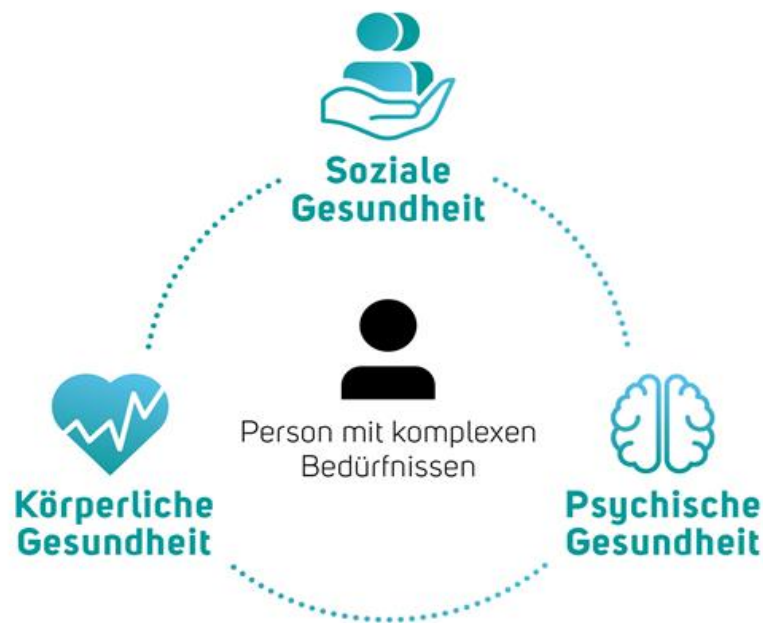 Soziale
Gesundheit
Person mit komplexen
Bedürfnissen
Körperliche
Gesundheit
Psychische
Gesundheit